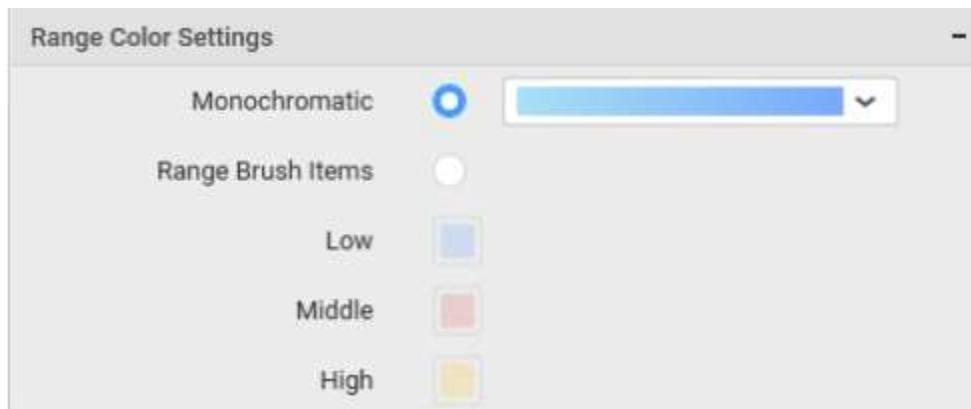 Range Color Settings
Monochromatic
Range Brush Items
Low
Middle
High